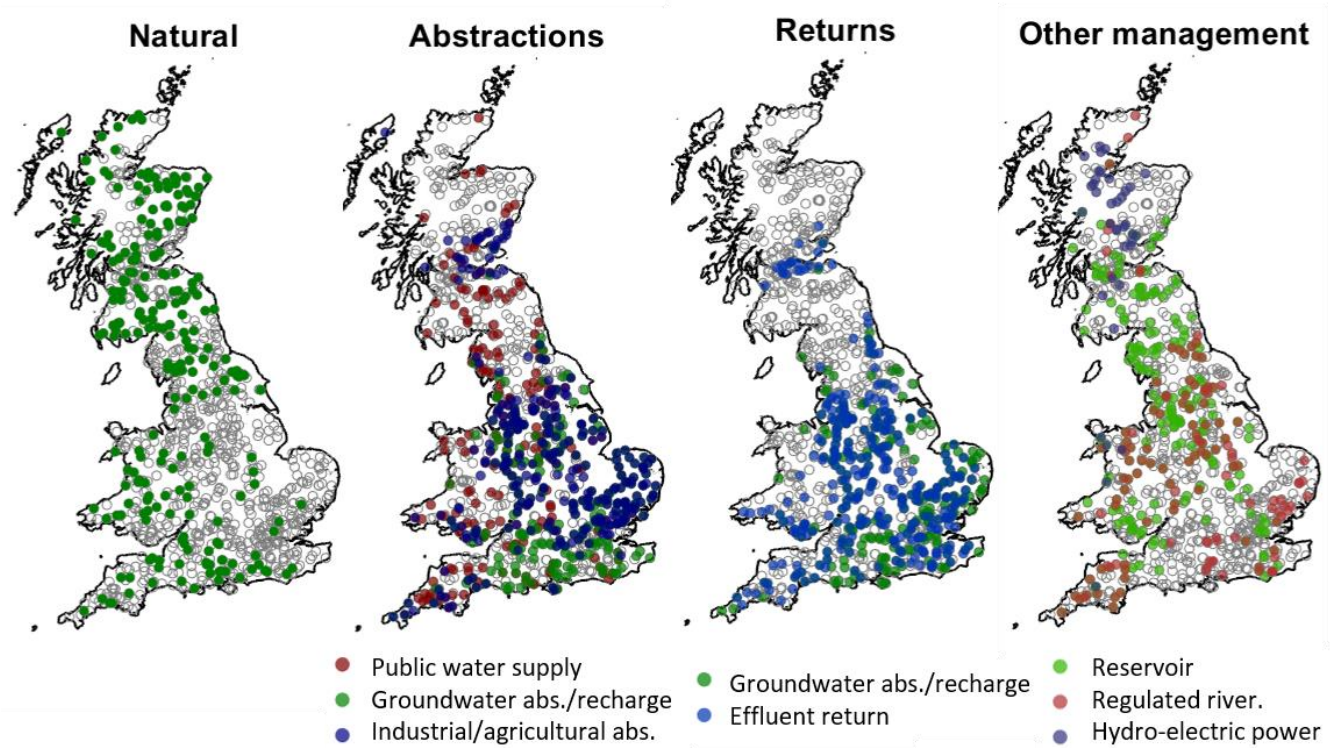 Natural
Abstractions
Returns
Other management
Public water supply
Groundwater abs./recharge
Industrial/agricultural abs.
Groundwater abs./recharge
Effluent return
Reservoir
Regulated river.
Hydro-electric power